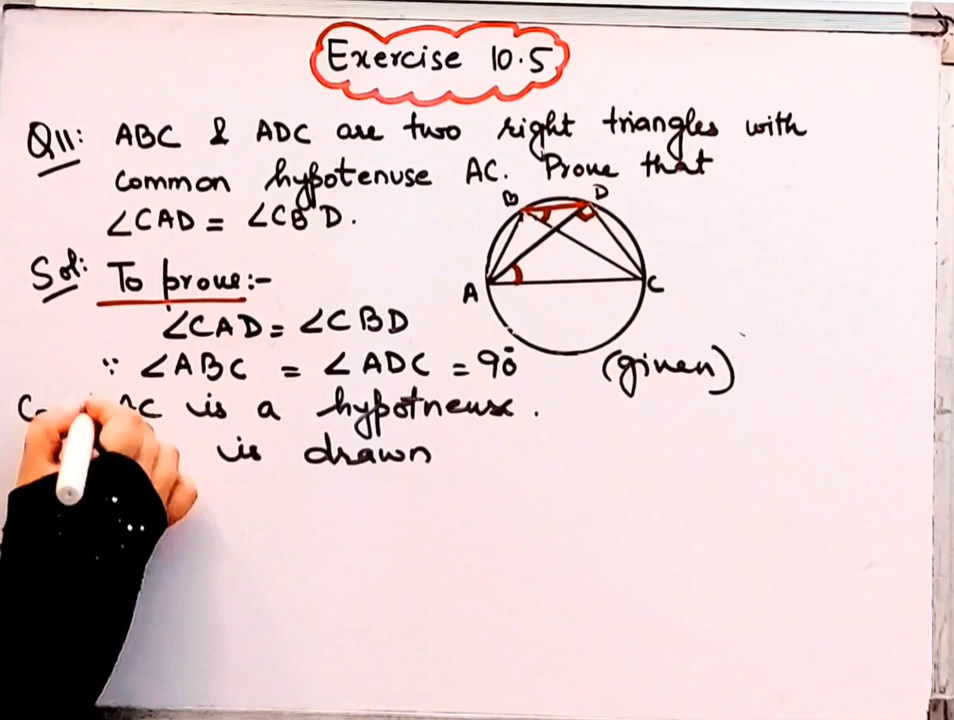 Exercise 10.5
Q11: ABC & ADC are two right triangles with
common hypotenuse AC. Prove that
∠CAD = ∠CBD.
B D
A C
Sol: To prove:-
∠CAD = ∠CBD
∵ ∠ABC = ∠ADC = 90° (given)
is a hypotneuse.
is drawn